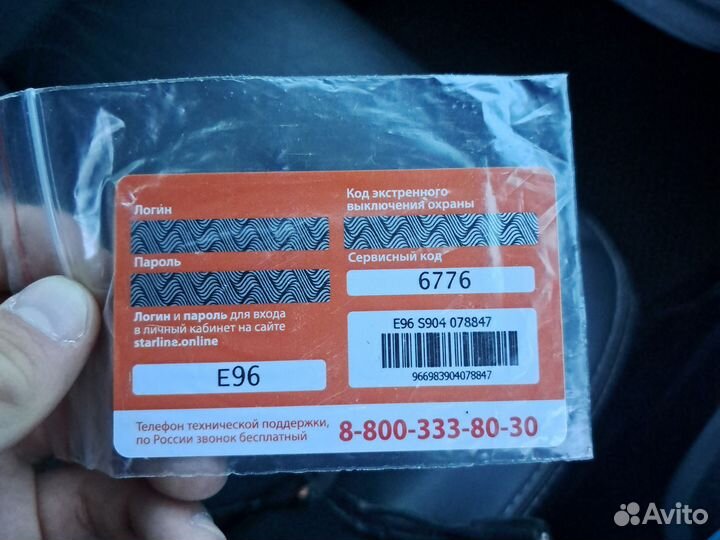 Логин
Пароль
Логин и пароль для входа
в личный кабинет на сайте
starline.online
E96
Код экстренного
выключения охраны
Сервисный код
6776
E96 S904 078847
966983904078847
Телефон технической поддержки,
по России звонок бесплатный
8-800-333-80-30
Avito